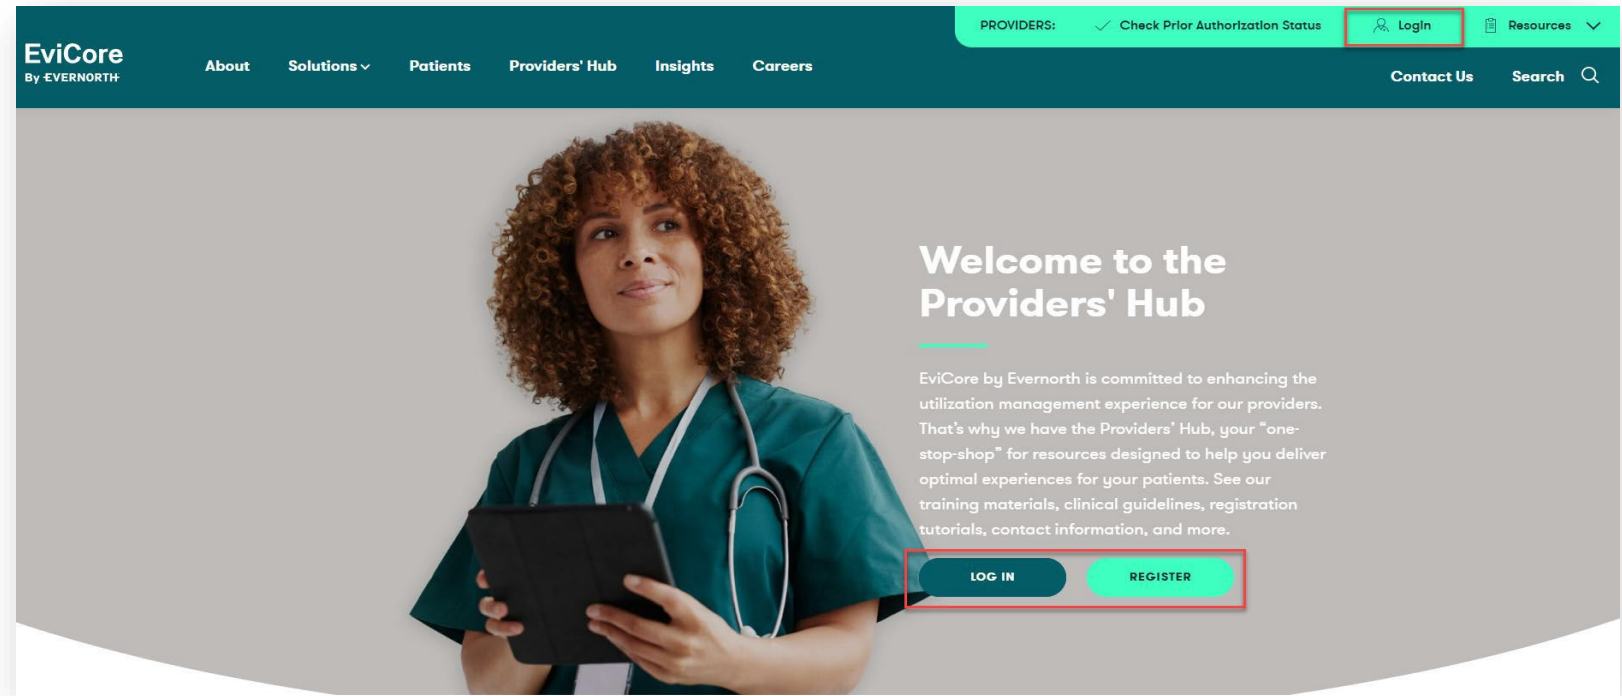 PROVIDERS: Check Prior Authorization Status Login Resources
EviCore
By EVERNORTH
About Solutions Patients Providers' Hub Insights Careers
Contact Us Search
Welcome to the
Providers' Hub
EviCore by Evernorth is committed to enhancing the
utilization management experience for our providers.
That's why we have the Providers' Hub, your "one-
stop-shop" for resources designed to help you deliver
optimal experiences for your patients. See our
training materials, clinical guidelines, registration
tutorials, contact information, and more.
LOG IN REGISTER